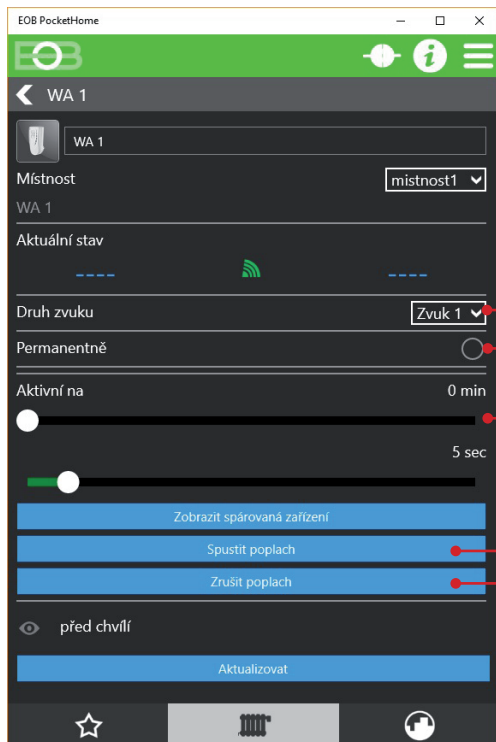 EOB PocketHome
EOB
WA 1
WA 1
Místnost
mistnost1
WA 1
Aktuální stav
---- ----
Druh zvuku
Zvuk 1
Permanentně
Aktivní na
0 min
5 sec
Zobrazit spárovaná zařízení
Spustit poplach
Zrušit poplach
před chvílí
Aktualizovat